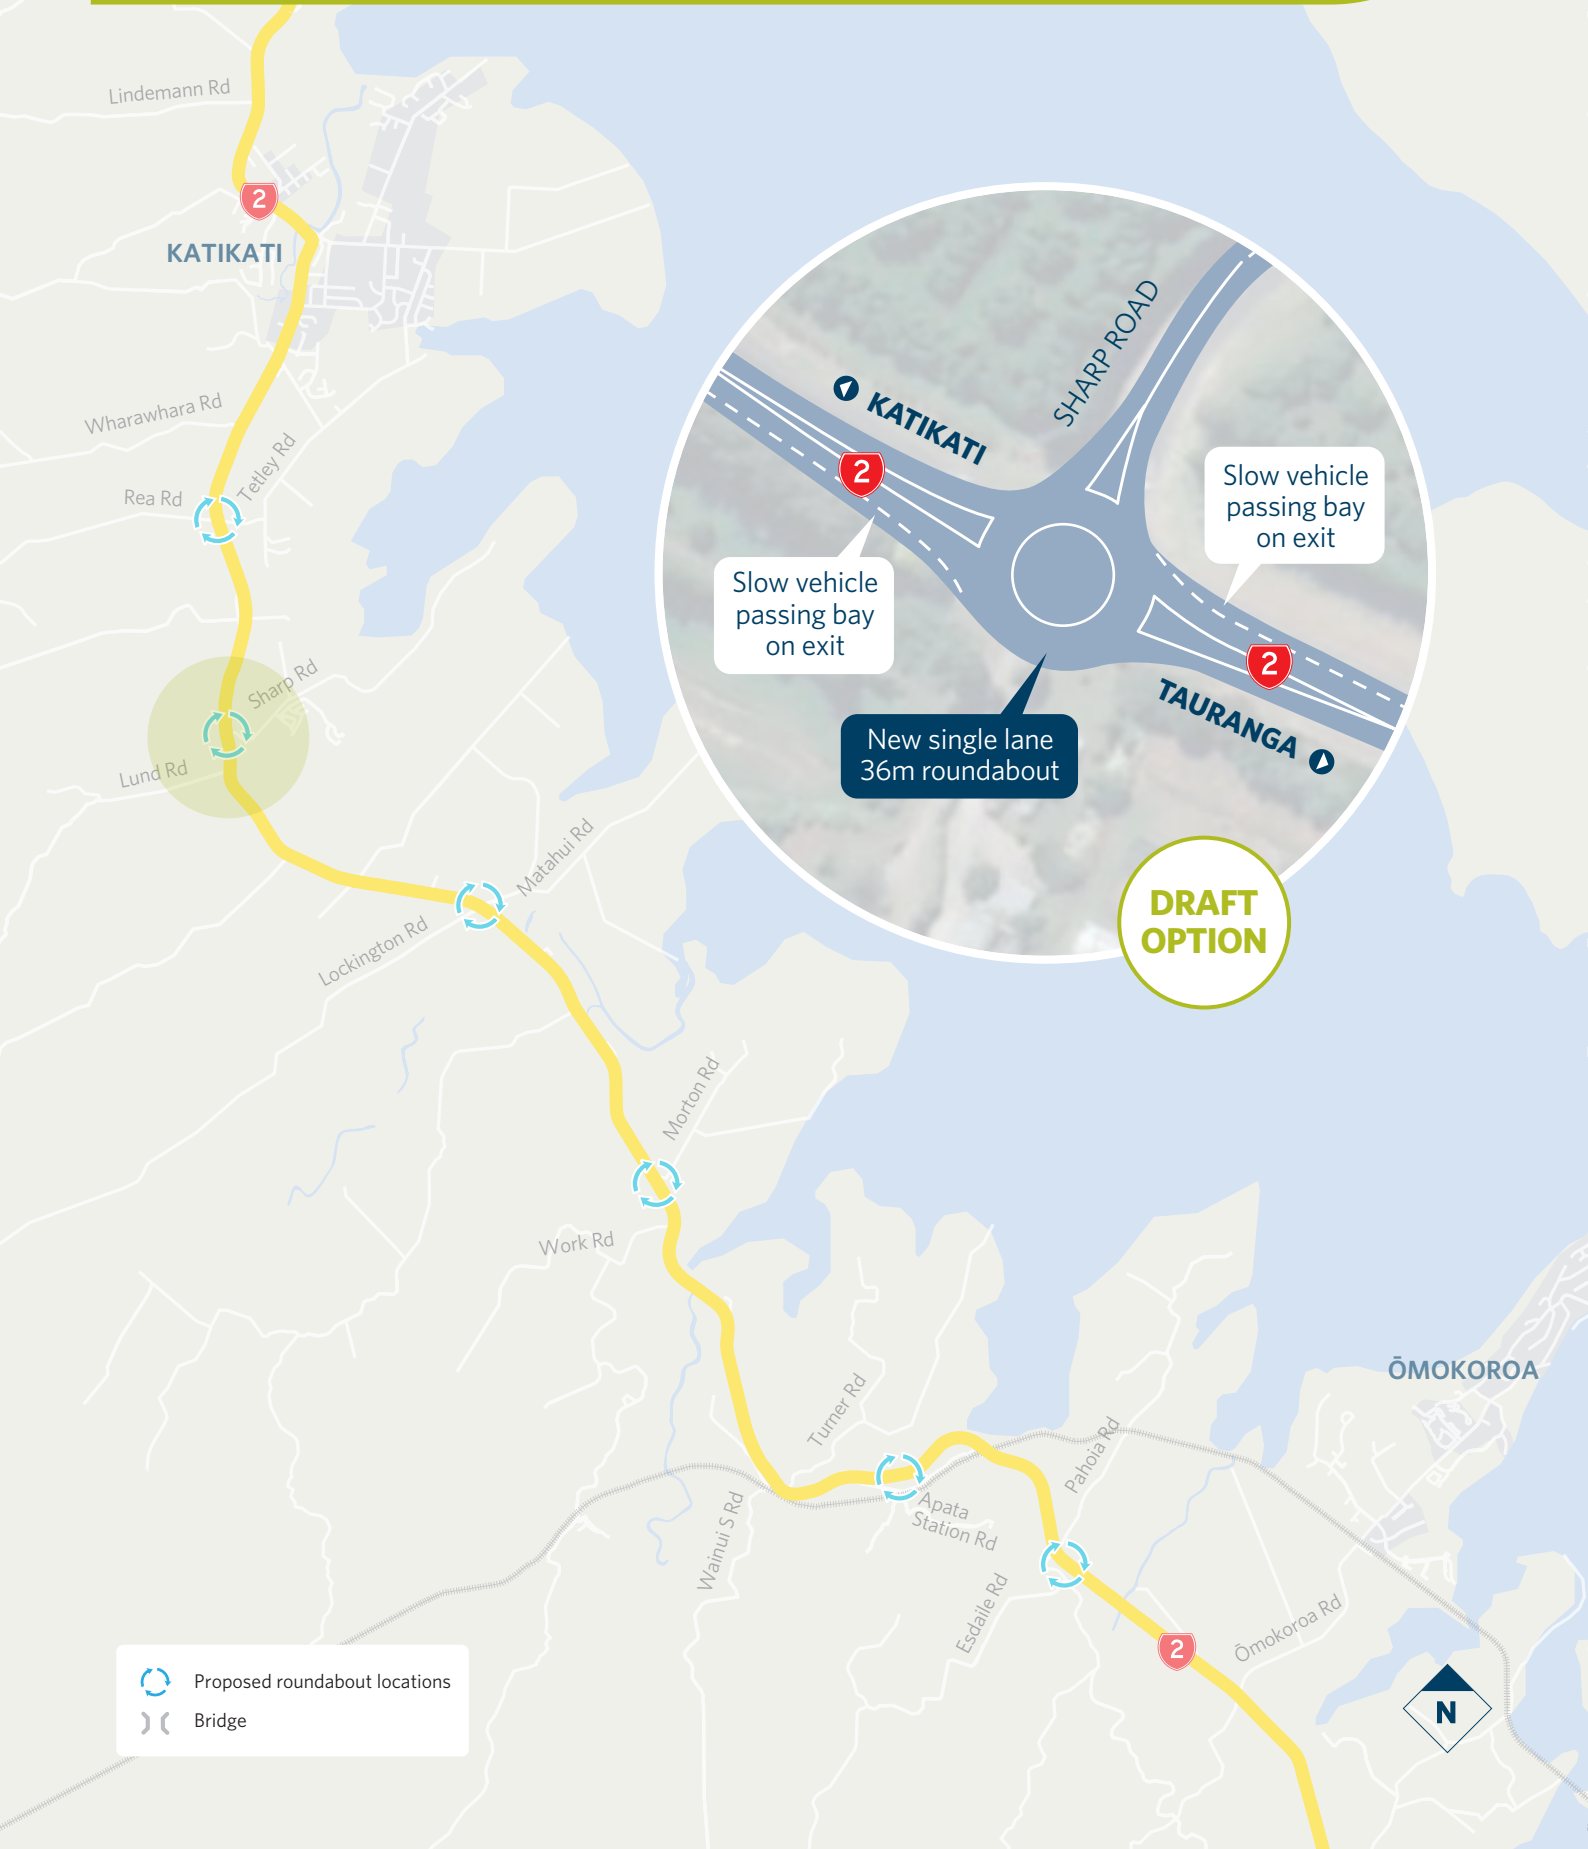 Lindemann Rd
2
KATIKATI
Wharawhara Rd
Tetley Rd
Rea Rd
Sharp Rd
Lund Rd
Matahui Rd
Lockington Rd
Morton Rd
Work Rd
Turner Rd
Wainui S Rd
Apata
Station Rd
Pahoia Rd
Esdaile Rd
2
Ōmokoroa Rd
ŌMOKOROA
SHARP ROAD
KATIKATI
2
Slow vehicle
passing bay
on exit
Slow vehicle
passing bay
on exit
2
TAURANGA
New single lane
36m roundabout
DRAFT
OPTION
Proposed roundabout locations
Bridge
N